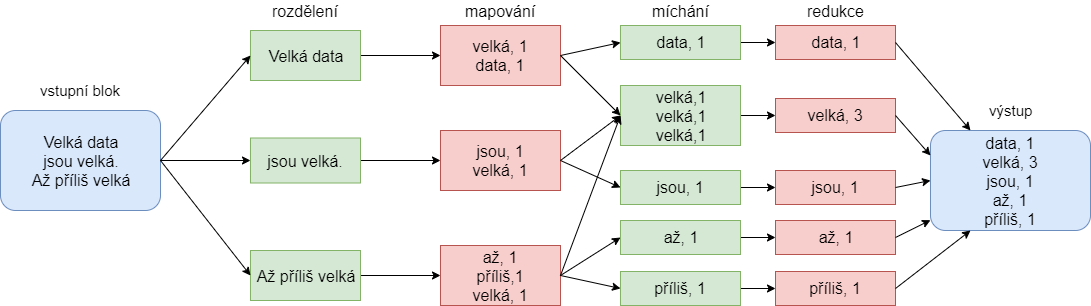 rozdělení
mapování
míchání
redukce
vstupní blok
Velká data
jsou velká.
Až příliš velká
Velká data
jsou velká.
Až příliš velká
velká, 1
data, 1
jsou, 1
velká, 1
až, 1
příliš,1
velká, 1
data, 1
velká,1
velká,1
velká,1
jsou, 1
až, 1
příliš, 1
data, 1
velká, 3
jsou, 1
až, 1
příliš, 1
výstup
data, 1
velká, 3
jsou, 1
až, 1
příliš, 1